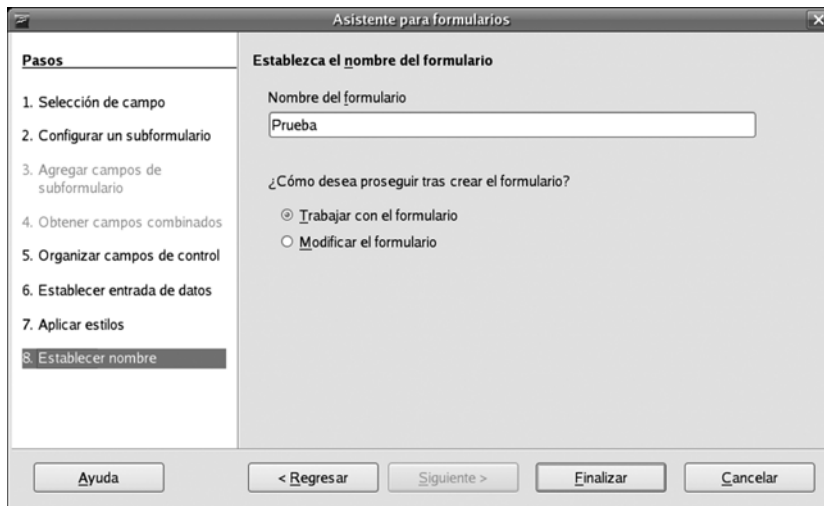 Asistente para formularios
Pasos
1. Selección de campo
2. Configurar un subformulario
3. Agregar campos de
subformulario
4. Obtener campos combinados
5. Organizar campos de control
6. Establecer entrada de datos
7. Aplicar estilos
8. Establecer nombre
Establezca el nombre del formulario
Nombre del formulario
Prueba
¿Cómo desea proseguir tras crear el formulario?
Trabajar con el formulario
Modificar el formulario
Ayuda
< Regresar
Siguiente >
Finalizar
Cancelar